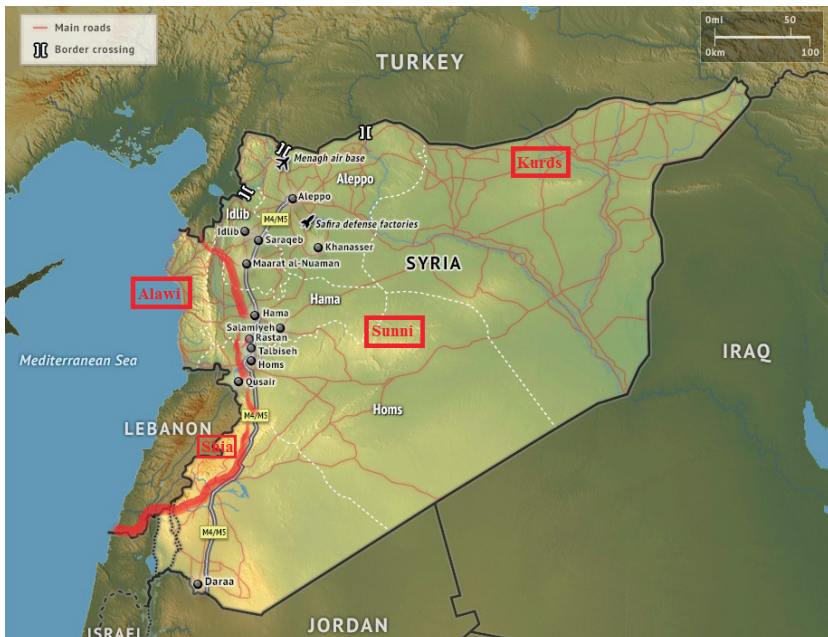 Main roads
Border crossing
0mi 50
0km 100
TURKEY
Menagh air base
Aleppo
Kurds
Aleppo
Idlib
M4/M5
Safira defense factories
Idlib
Saraqeb
Khanasser
Maarat al-Nuaman
SYRIA
Alawi
Hama
Hama
Salamiyeh
Sunni
Rastan
Talbiseh
Homs
Mediterranean Sea
IRAQ
Qusair
Homs
M4/M5
LEBANON
Shia
M4/M5
Daraa
JORDAN
ISRAEL